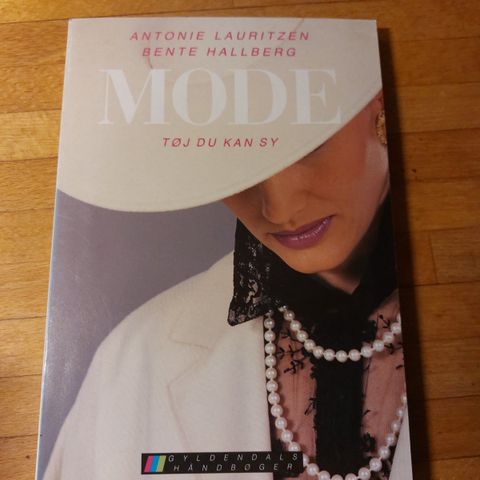 ANTONIE LAURITZEN
BENTE HALLBERG
MODE
TØJ DU KAN SY
GYLDENDALS
HÅNDBØGER